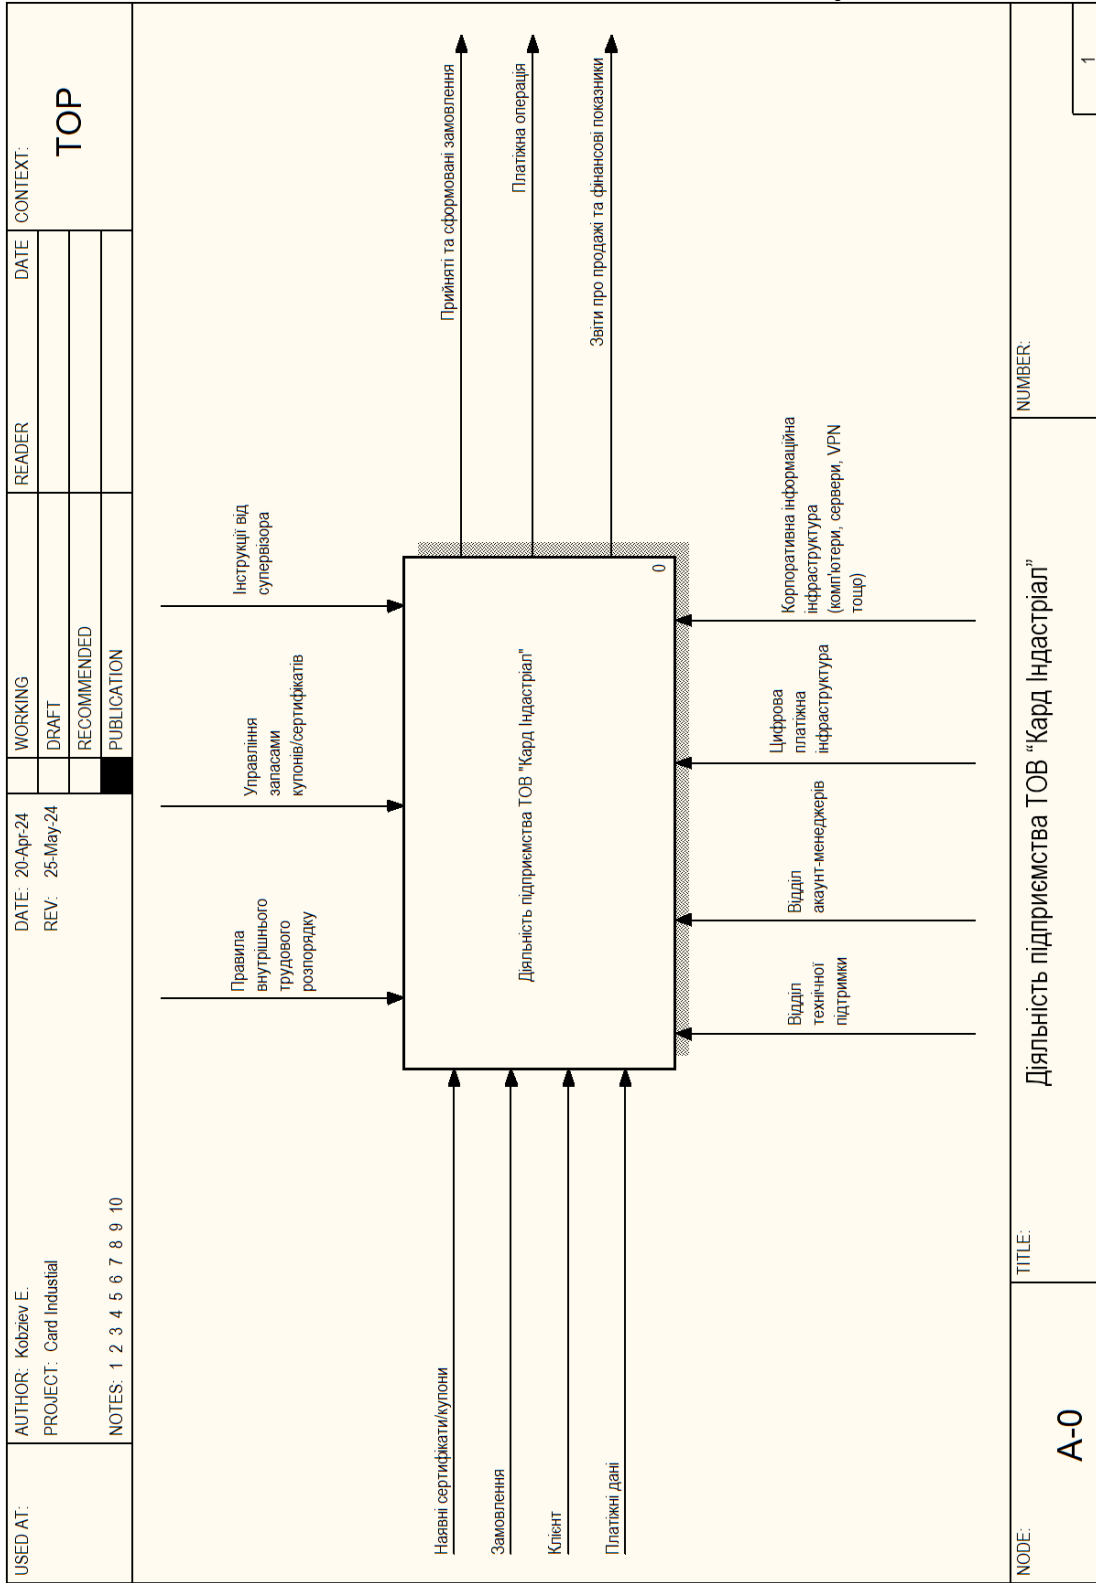 USED AT:
AUTHOR: Kobziev E.
PROJECT: Card Industial
NOTES: 1 2 3 4 5 6 7 8 9 10
DATE: 20-Apr-24
REV: 25-May-24
WORKING
DRAFT
RECOMMENDED
PUBLICATION
READER
DATE
CONTEXT:
TOP
Правила
внутрішнього
трудового
розпорядку
Управління
запасами
купонів/сертифікатів
Інструкції від
супервізора
Наявні сертифікати/купони
Замовлення
Клієнт
Платіжні дані
Діяльність підприємства ТОВ "Кард Індастріал"
0
Прийняті та сформовані замовлення
Платіжна операція
Звіти про продажі та фінансові показники
Відділ
технічної
підтримки
Відділ
акаунт-менеджерів
Цифрова
платіжна
інфраструктура
Корпоративна інформаційна
інфраструктура
(комп'ютери, сервери, VPN
тощо)
NODE:
A-0
TITLE:
Діяльність підприємства ТОВ “Кард Індастріал”
NUMBER:
1